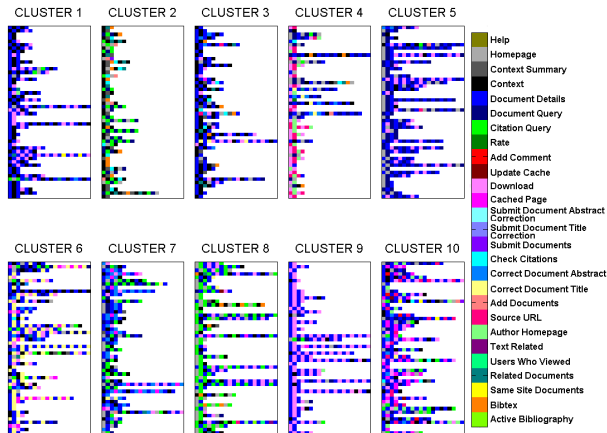 CLUSTER 1
CLUSTER 2
CLUSTER 3
CLUSTER 4
CLUSTER 5
CLUSTER 6
CLUSTER 7
CLUSTER 8
CLUSTER 9
CLUSTER 10
Help
Homepage
Context Summary
Context
Document Details
Document Query
Citation Query
Rate
Add Comment
Update Cache
Download
Cached Page
Submit Document Abstract
Correction
Submit Document Title
Correction
Submit Documents
Check Citations
Correct Document Abstract
Correct Document Title
Add Documents
Source URL
Author Homepage
Text Related
Users Who Viewed
Related Documents
Same Site Documents
Bibtex
Active Bibliography